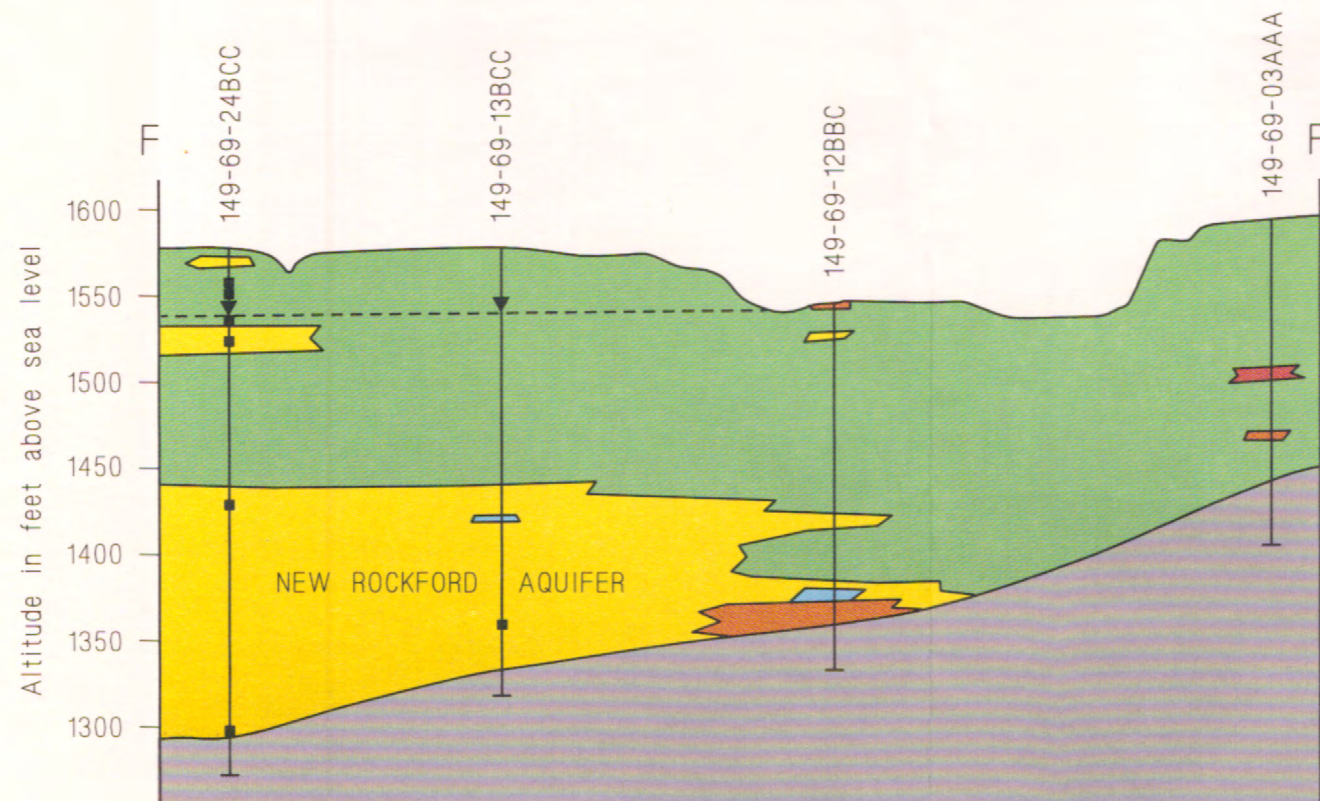 F
149-69-24BCC
149-69-13BCC
149-69-12BBC
149-69-03AAA
Altitude in feet above sea level
1600
1550
1500
1450
1400
1350
1300
NEW ROCKFORD AQUIFER